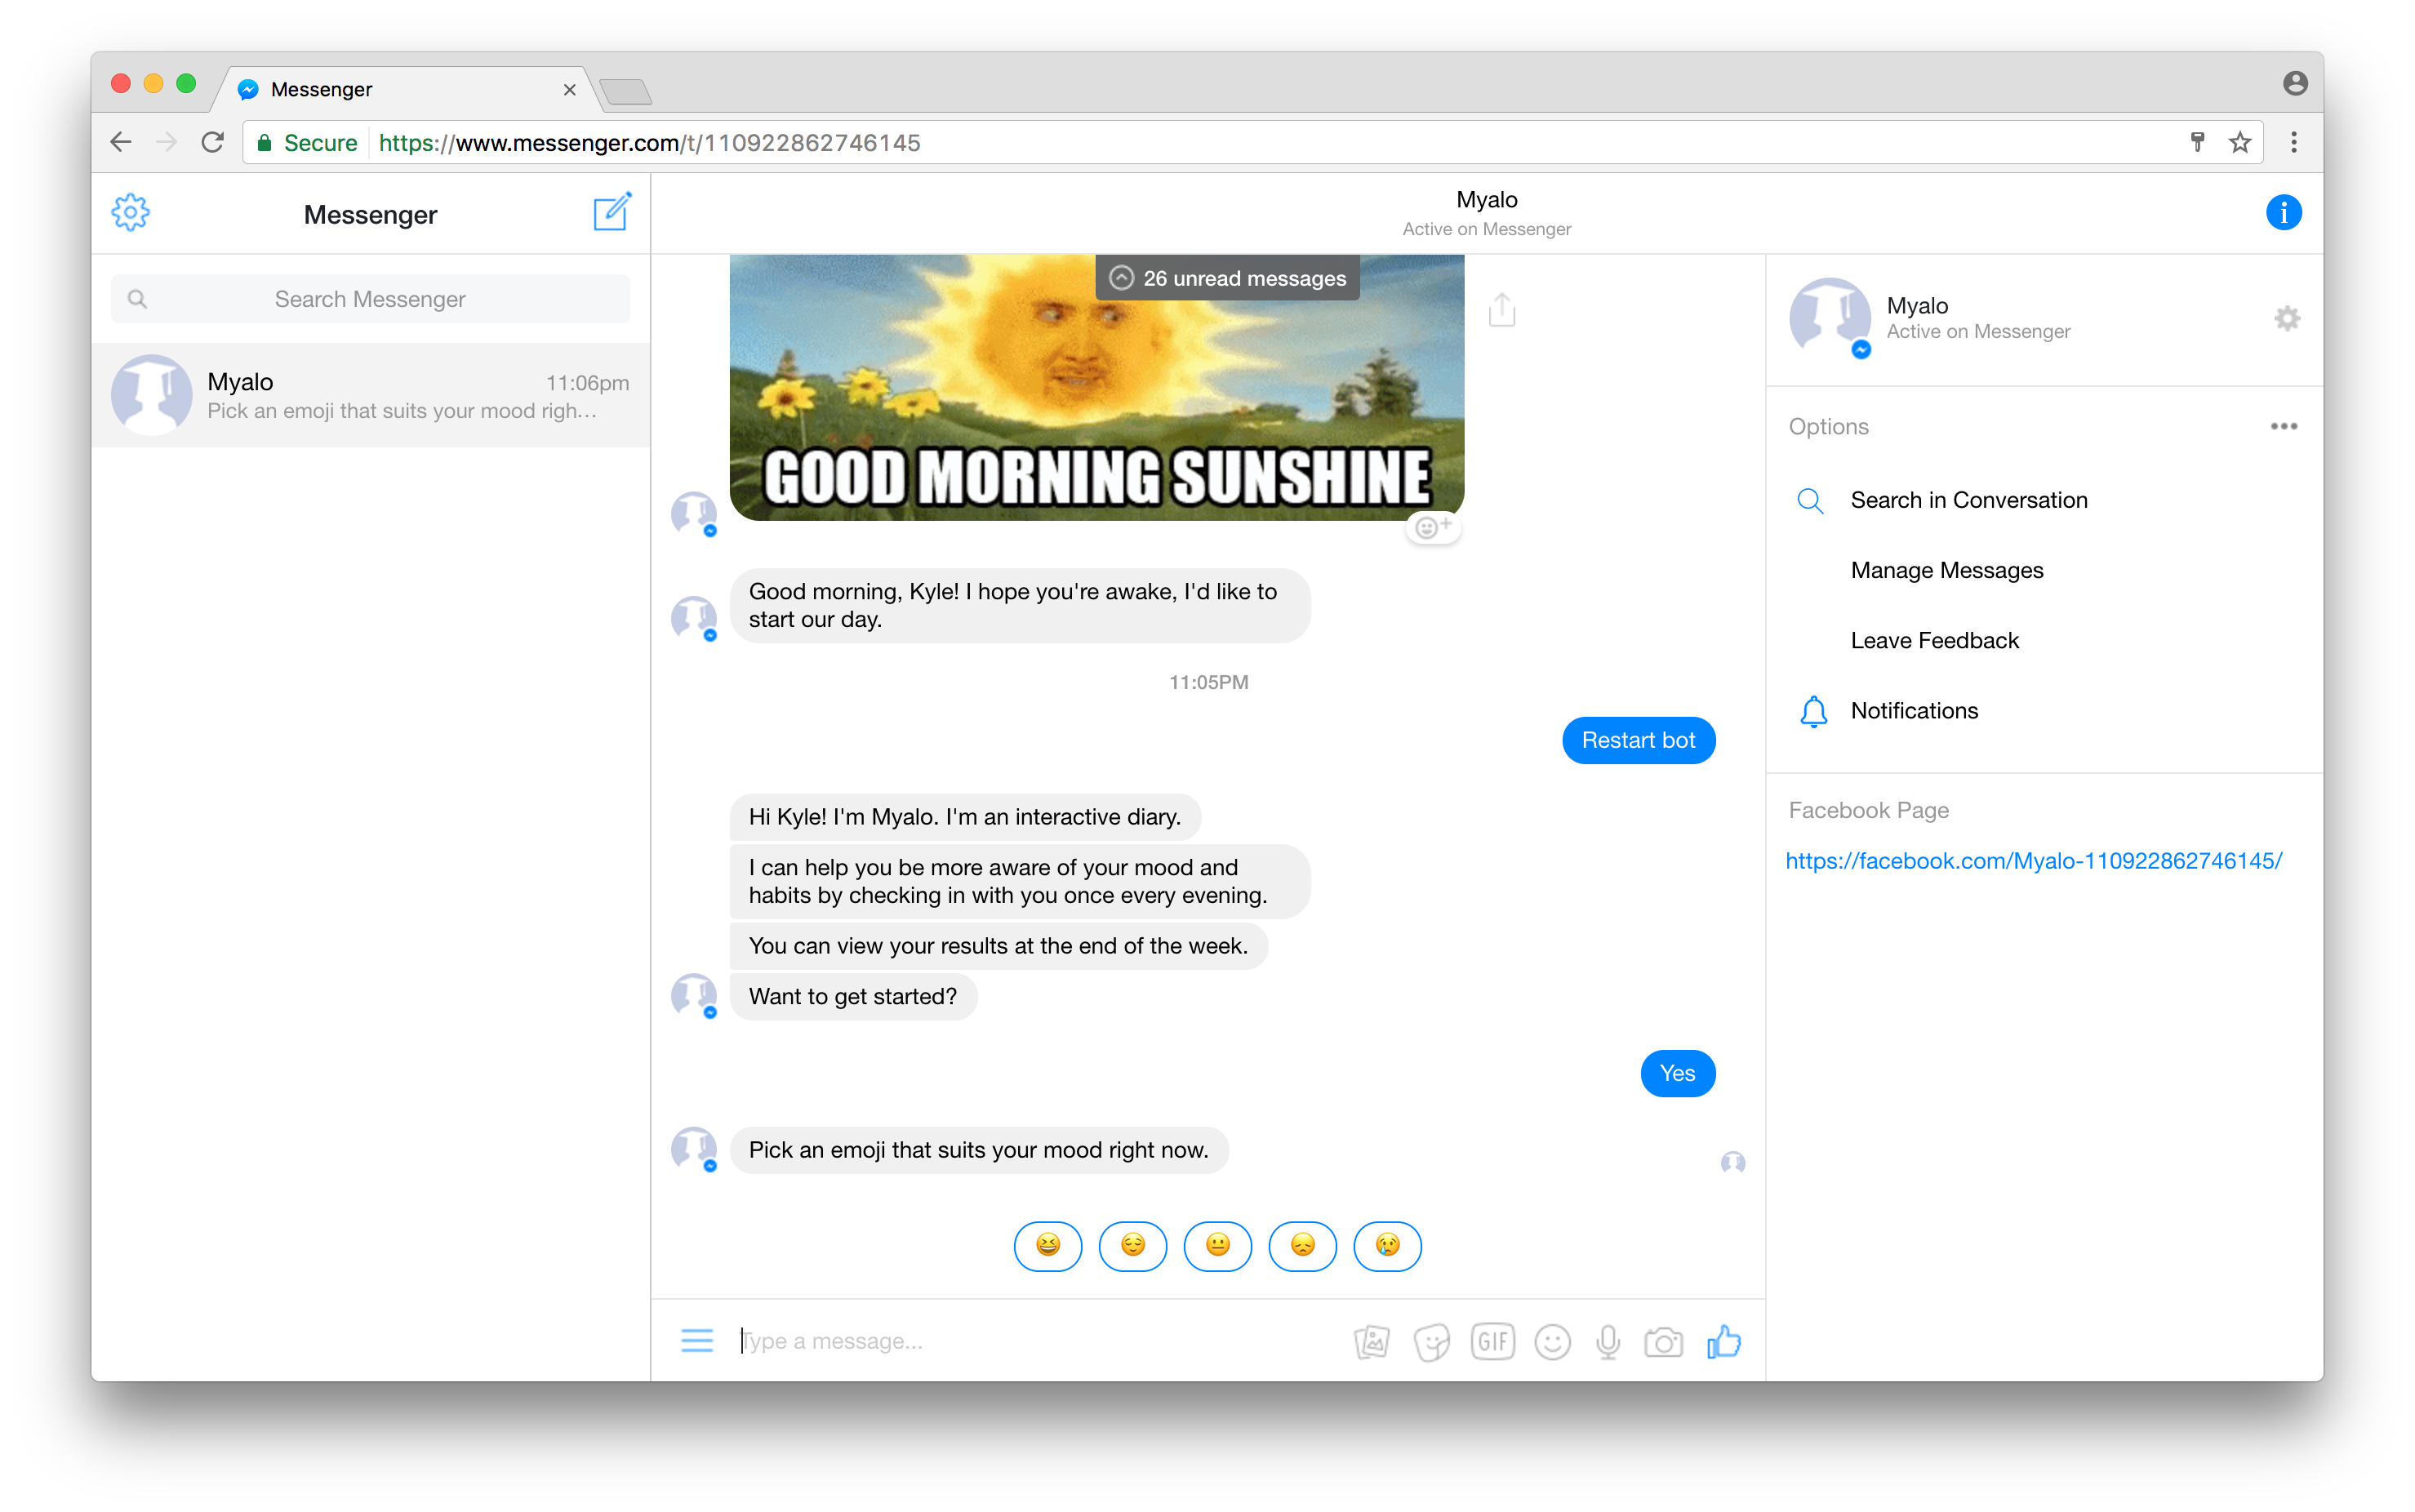 Messenger
Secure https://www.messenger.com/t/110922862746145
Messenger
Search Messenger
Myalo 11:06pm
Pick an emoji that suits your mood righ...
Myalo
Active on Messenger
26 unread messages
GOOD MORNING SUNSHINE
Good morning, Kyle! I hope you're awake, I'd like to
start our day.
11:05PM
Restart bot
Hi Kyle! I'm Myalo. I'm an interactive diary.
I can help you be more aware of your mood and
habits by checking in with you once every evening.
You can view your results at the end of the week.
Want to get started?
Yes
Pick an emoji that suits your mood right now.
Type a message...
GIF
Myalo
Active on Messenger
Options
Search in Conversation
Manage Messages
Leave Feedback
Notifications
Facebook Page
https://facebook.com/Myalo-110922862746145/